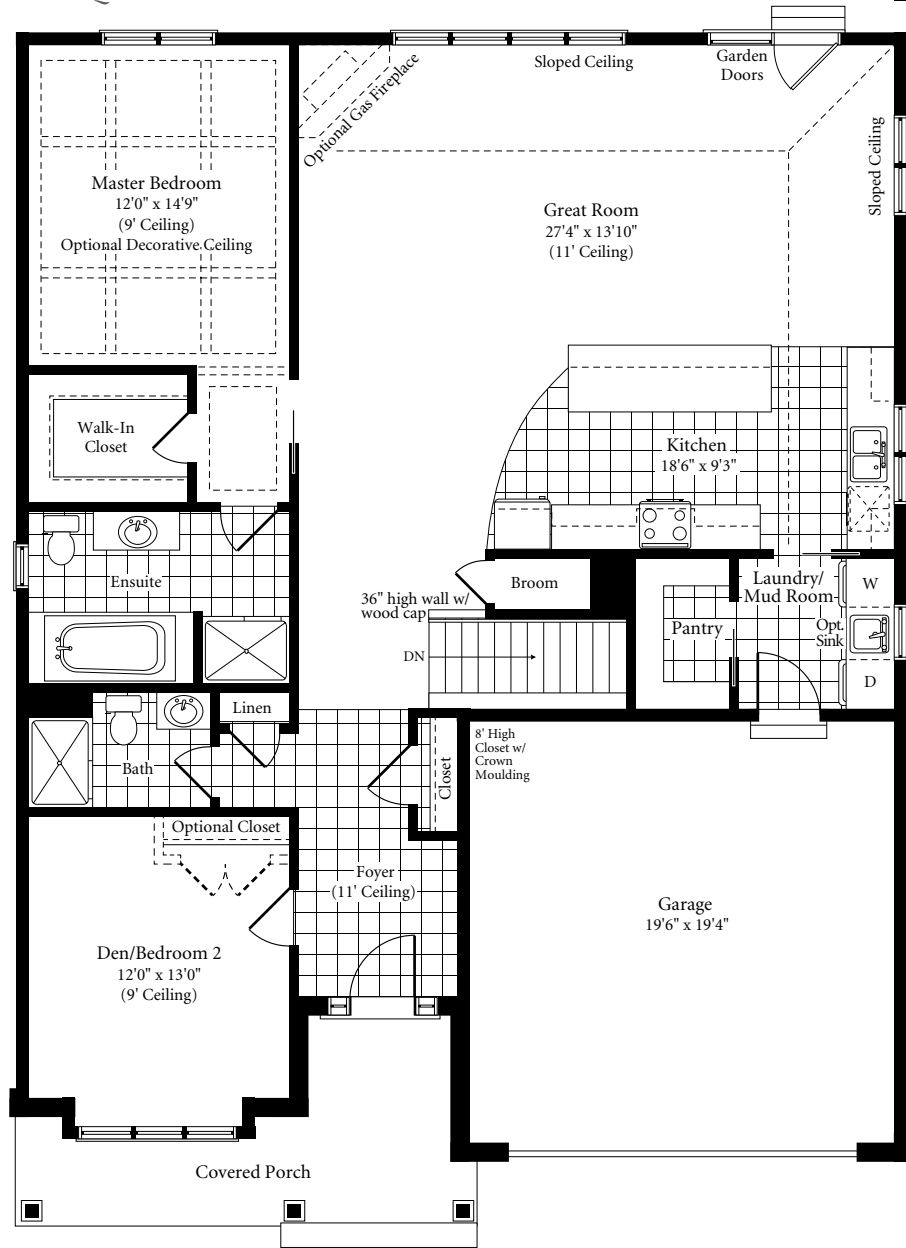 Sloped Ceiling
Garden
Doors
Optional Gas Fireplace
Sloped Ceiling
Master Bedroom
12'0" x 14'9"
(9' Ceiling)
Optional Decorative Ceiling
Great Room
27'4" x 13'10"
(11' Ceiling)
Walk-In
Closet
Kitchen
18'6" x 9'3"
Ensuite
Broom
36" high wall w/
wood cap
DN
Pantry
Laundry/
Mud Room
W
Opt.
Sink
D
Linen
Bath
Closet
8' High
Closet w/
Crown
Moulding
Optional Closet
Foyer
(11' Ceiling)
Garage
19'6" x 19'4"
Den/Bedroom 2
12'0" x 13'0"
(9' Ceiling)
Covered Porch